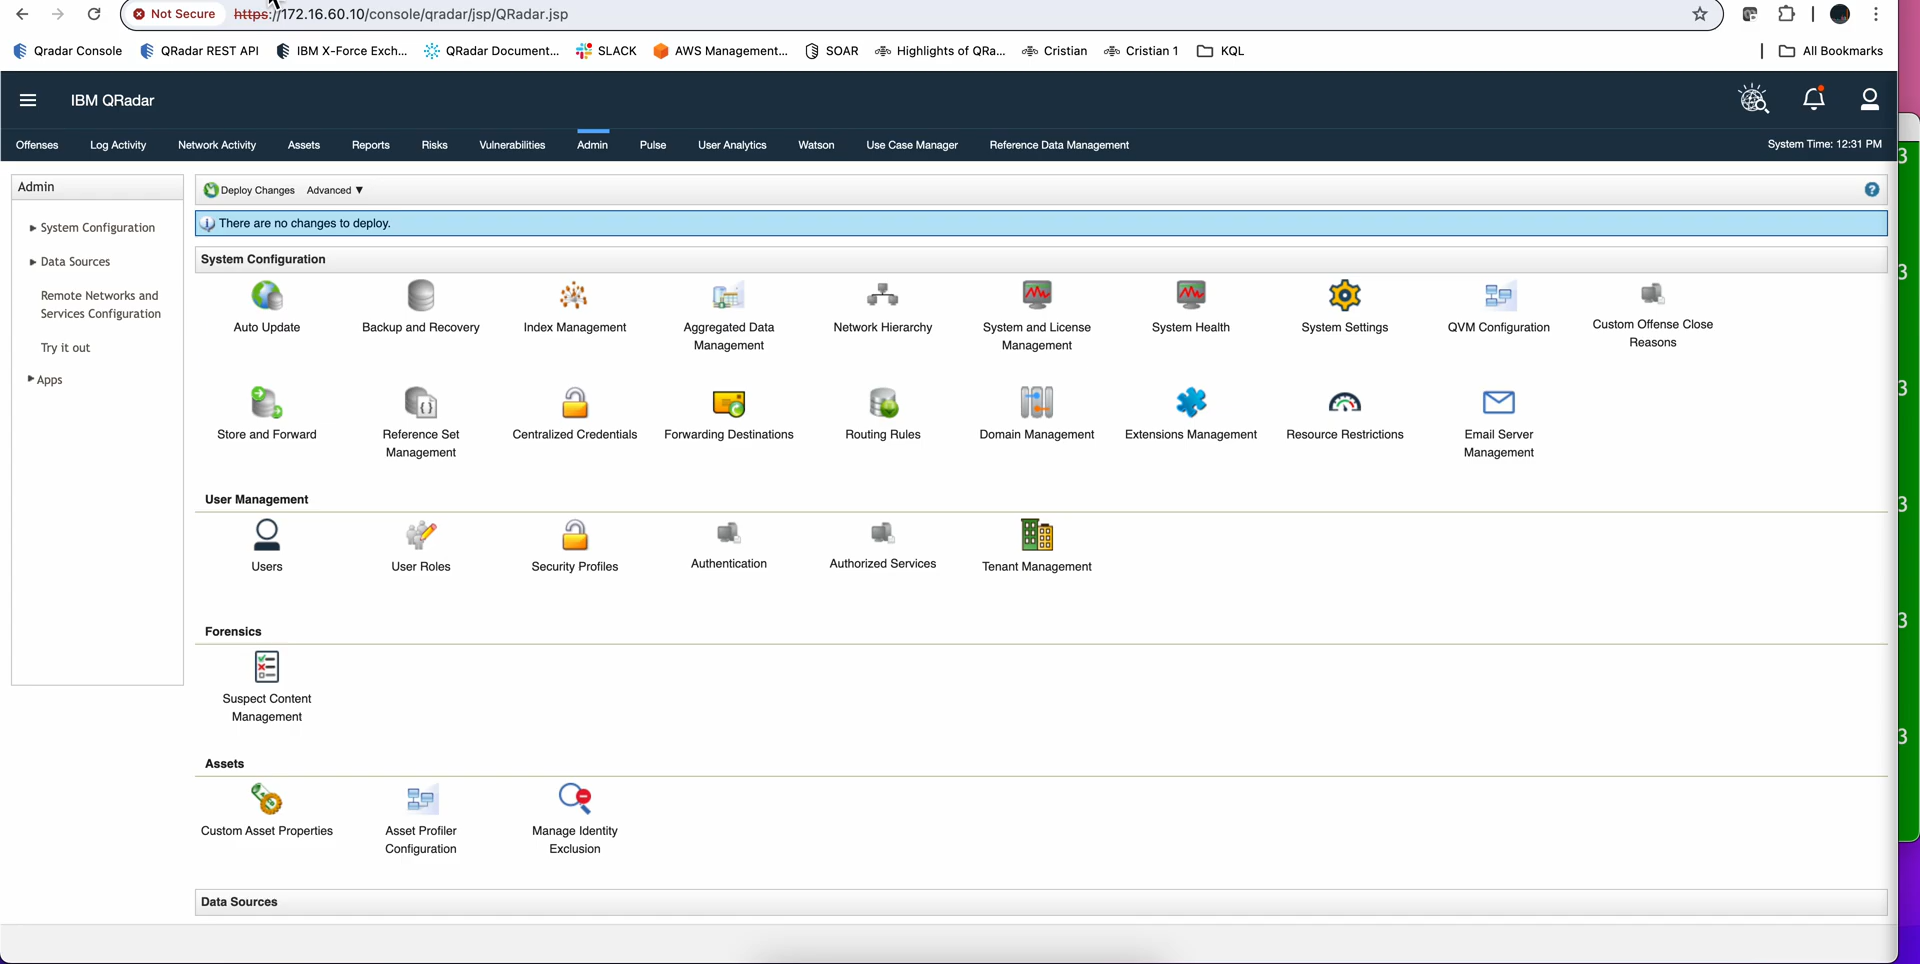 Not Secure https://172.16.60.10/console/qradar/jsp/QRadar.jsp
Qradar Console QRadar REST API IBM X-Force Exch... QRadar Document... SLACK AWS Management... SOAR Highlights of QRa... Cristian Cristian 1 KQL All Bookmarks
IBM QRadar
Offenses Log Activity Network Activity Assets Reports Risks Vulnerabilities Admin Pulse User Analytics Watson Use Case Manager Reference Data Management System Time: 12:31 PM
Admin
System Configuration
Data Sources
Remote Networks and
Services Configuration
Try it out
Apps
Deploy Changes Advanced ▼
There are no changes to deploy.
System Configuration
Auto Update
Backup and Recovery
Index Management
Aggregated Data
Management
Network Hierarchy
System and License
Management
System Health
System Settings
QVM Configuration
Custom Offense Close
Reasons
Store and Forward
Reference Set
Management
Centralized Credentials
Forwarding Destinations
Routing Rules
Domain Management
Extensions Management
Resource Restrictions
Email Server
Management
User Management
Users
User Roles
Security Profiles
Authentication
Authorized Services
Tenant Management
Forensics
Suspect Content
Management
Assets
Custom Asset Properties
Asset Profiler
Configuration
Manage Identity
Exclusion
Data Sources
3
3
3
3
3
3